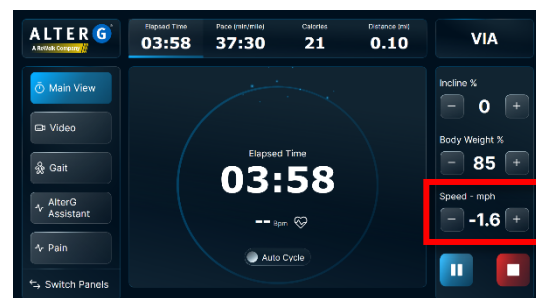 ALTER G
A ReWalk Company
Elapsed Time
03:58
Pace (min/mile)
37:30
Calories
21
Distance (mi)
0.10
VIA
Main View
Video
Gait
AlterG
Assistant
Pain
Switch Panels
Elapsed Time
03:58
-- Bpm
Auto Cycle
Incline %
- 0 +
Body Weight %
- 85 +
Speed - mph
- -1.6 +